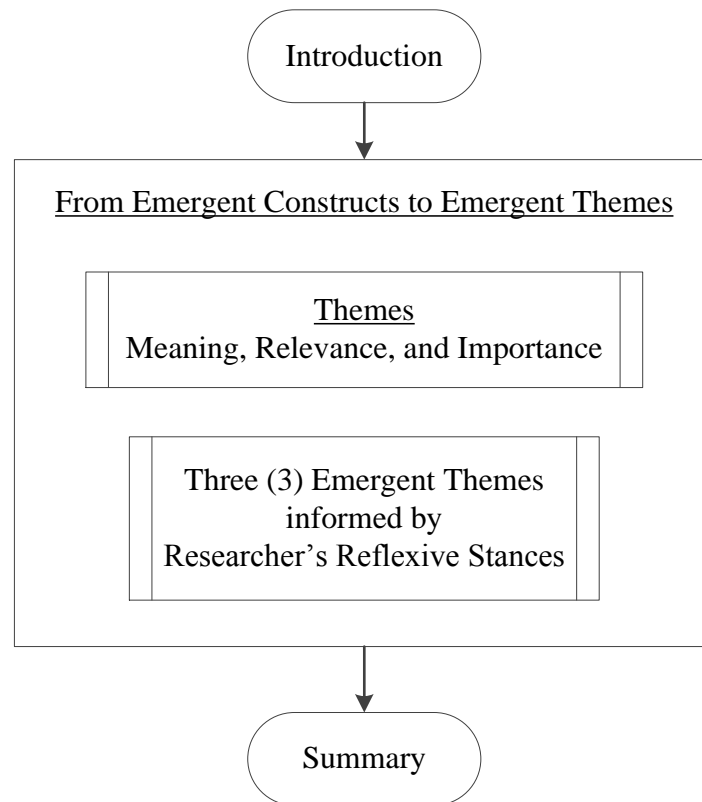 Introduction
From Emergent Constructs to Emergent Themes
Themes
Meaning, Relevance, and Importance
Three (3) Emergent Themes
informed by
Researcher’s Reflexive Stances
Summary